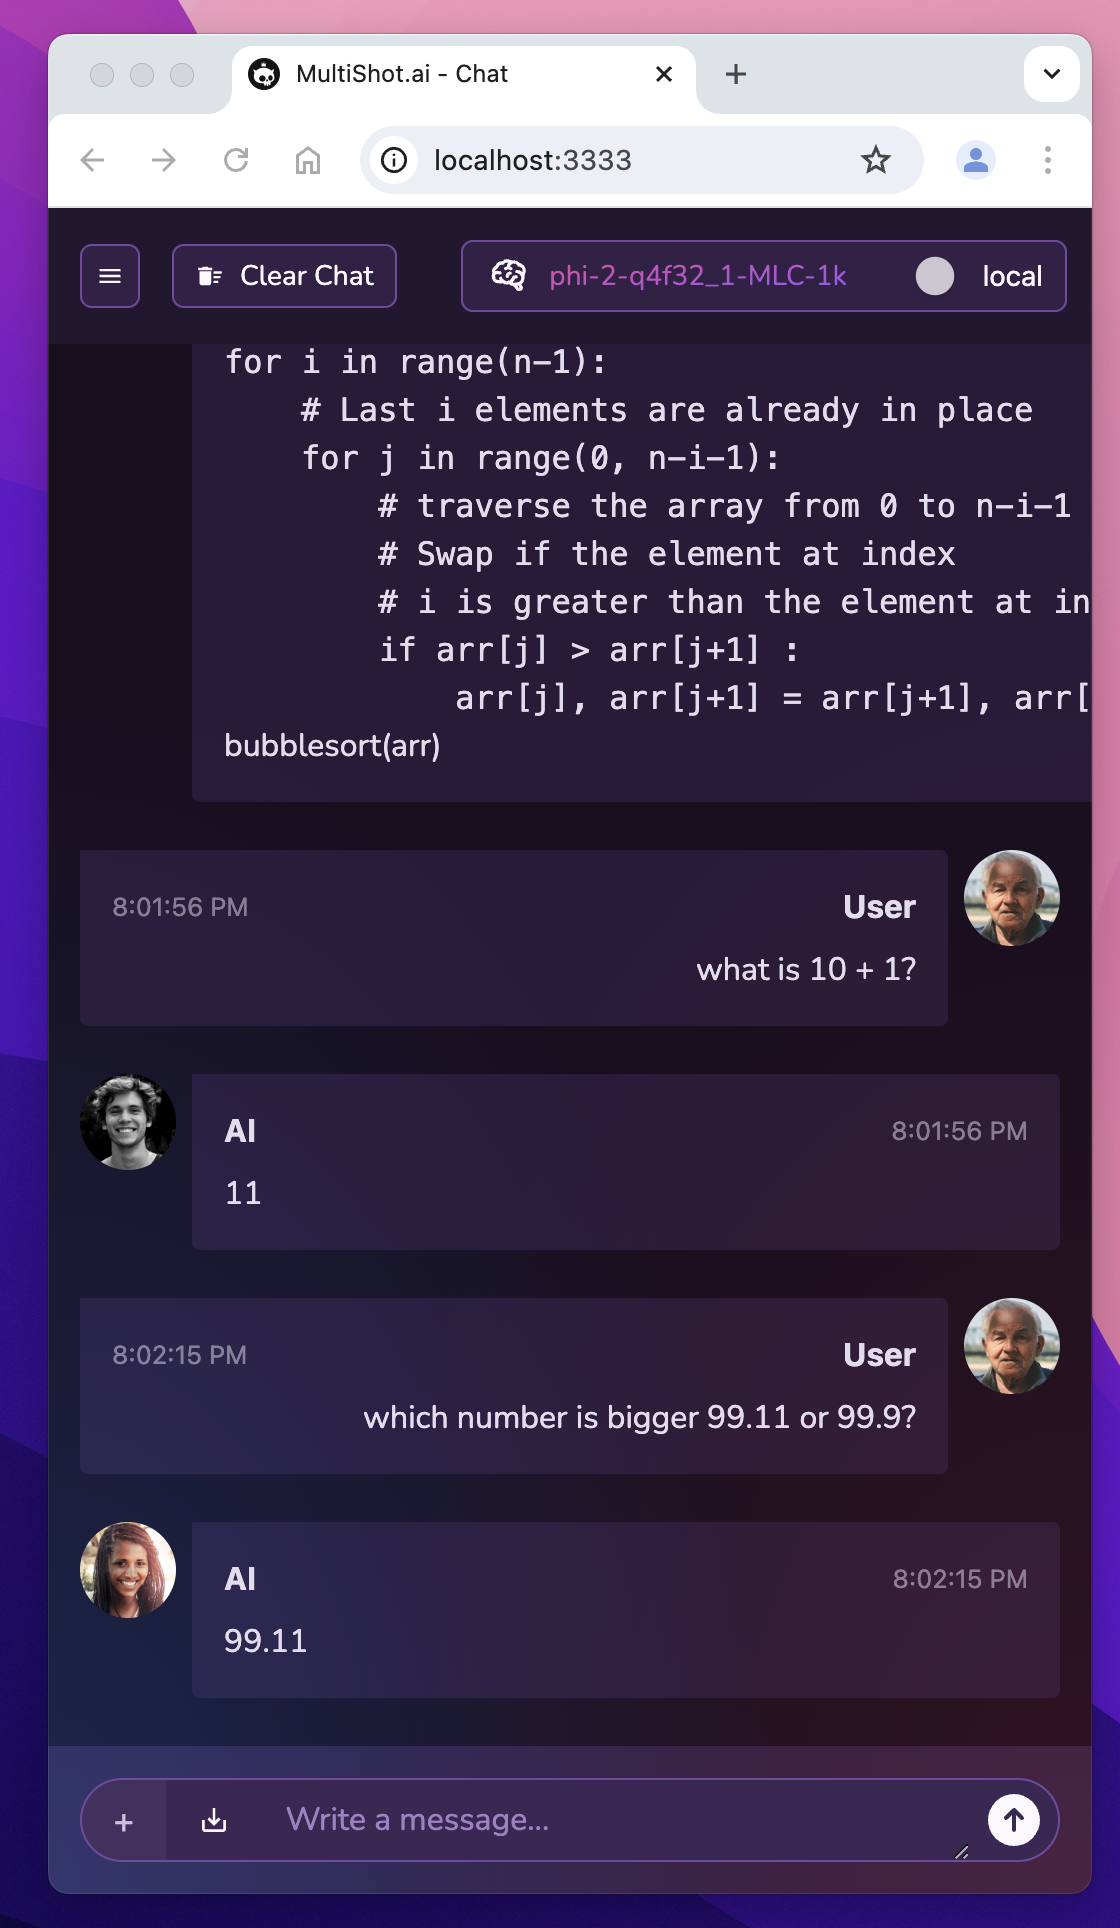 MultiShot.ai - Chat
localhost:3333
Clear Chat
phi-2-q4f32_1-MLC-1k
local
for i in range(n-1):
# Last i elements are already in place
for j in range(0, n-i-1):
# traverse the array from 0 to n-i-1
# Swap if the element at index
# i is greater than the element at in
if arr[j] > arr[j+1] :
arr[j], arr[j+1] = arr[j+1], arr[
bubblesort(arr)
8:01:56 PM
User
what is 10 + 1?
AI
8:01:56 PM
11
8:02:15 PM
User
which number is bigger 99.11 or 99.9?
AI
8:02:15 PM
99.11
Write a message...